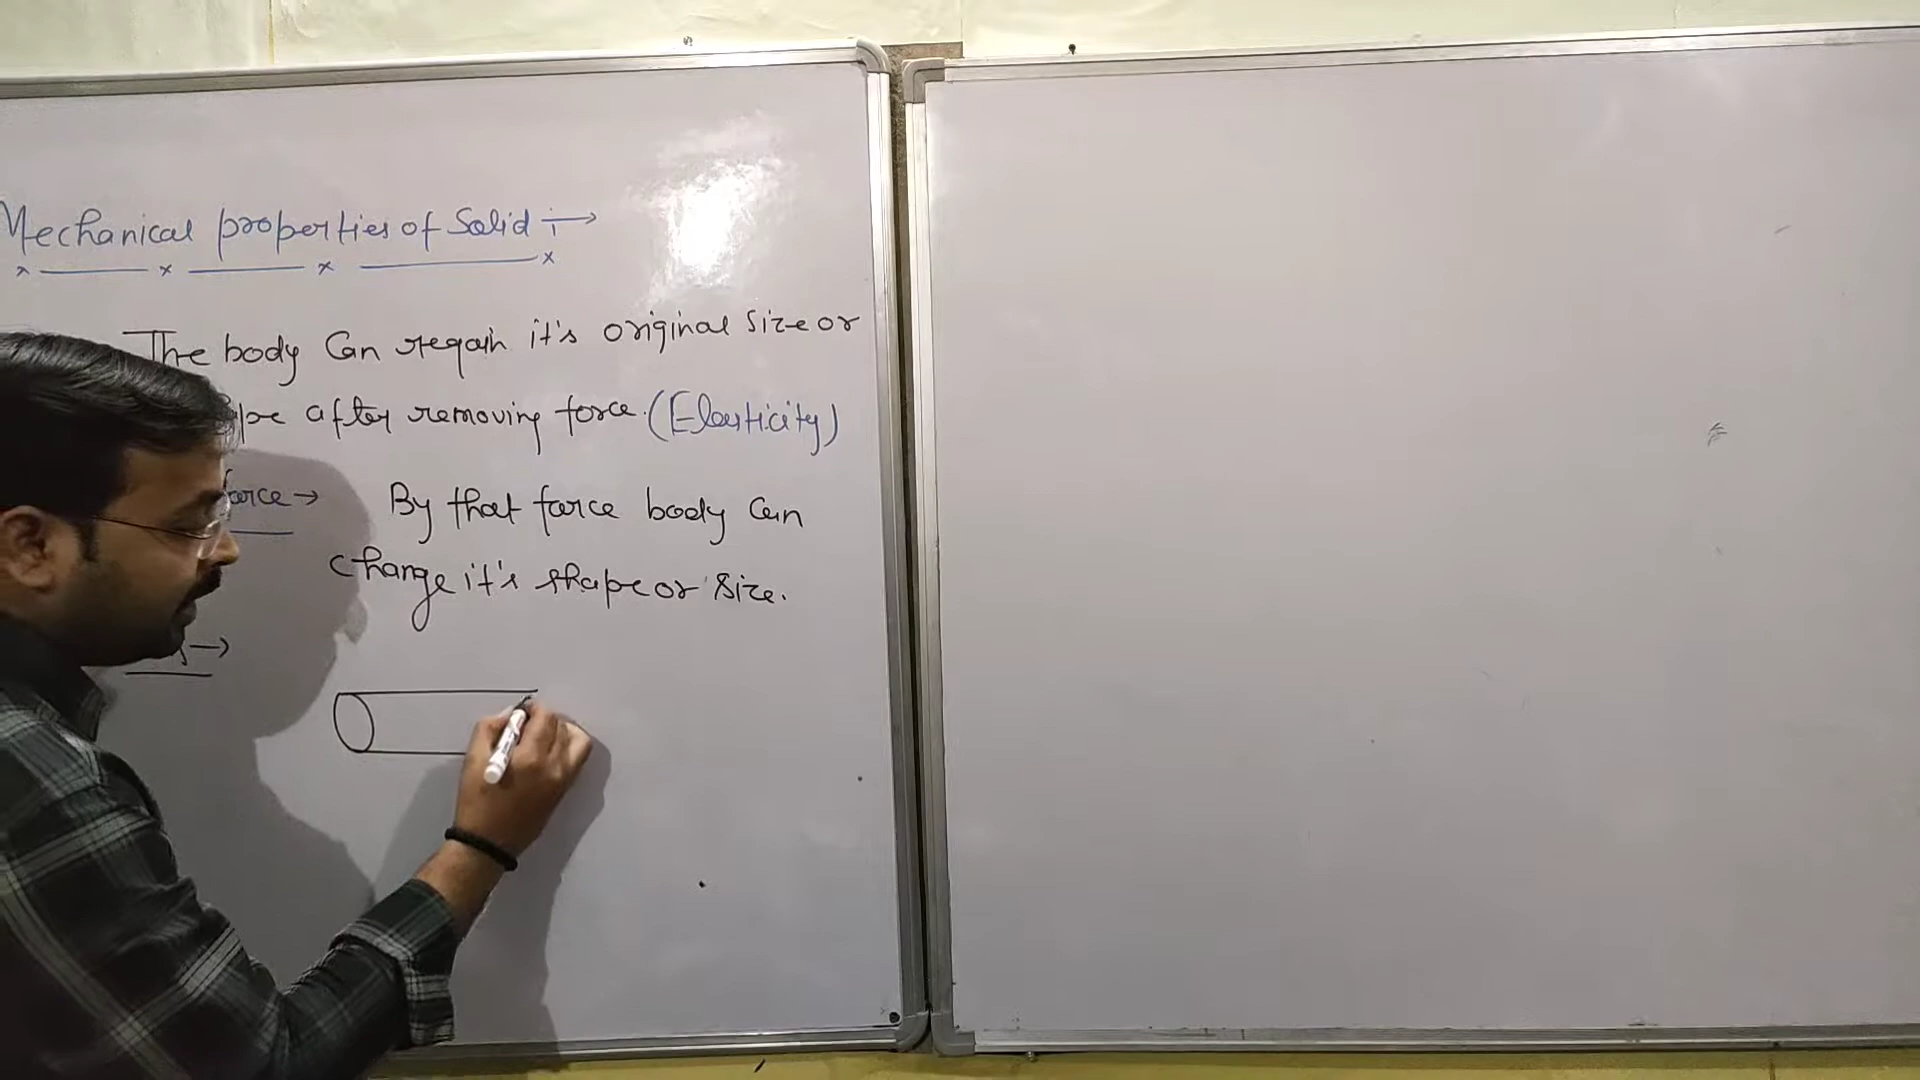 Mechanical properties of Solid :→
The body Can regain it's original Size or
after removing force. (Elasticity)
force → By that force body Can
change it's shape or Size.